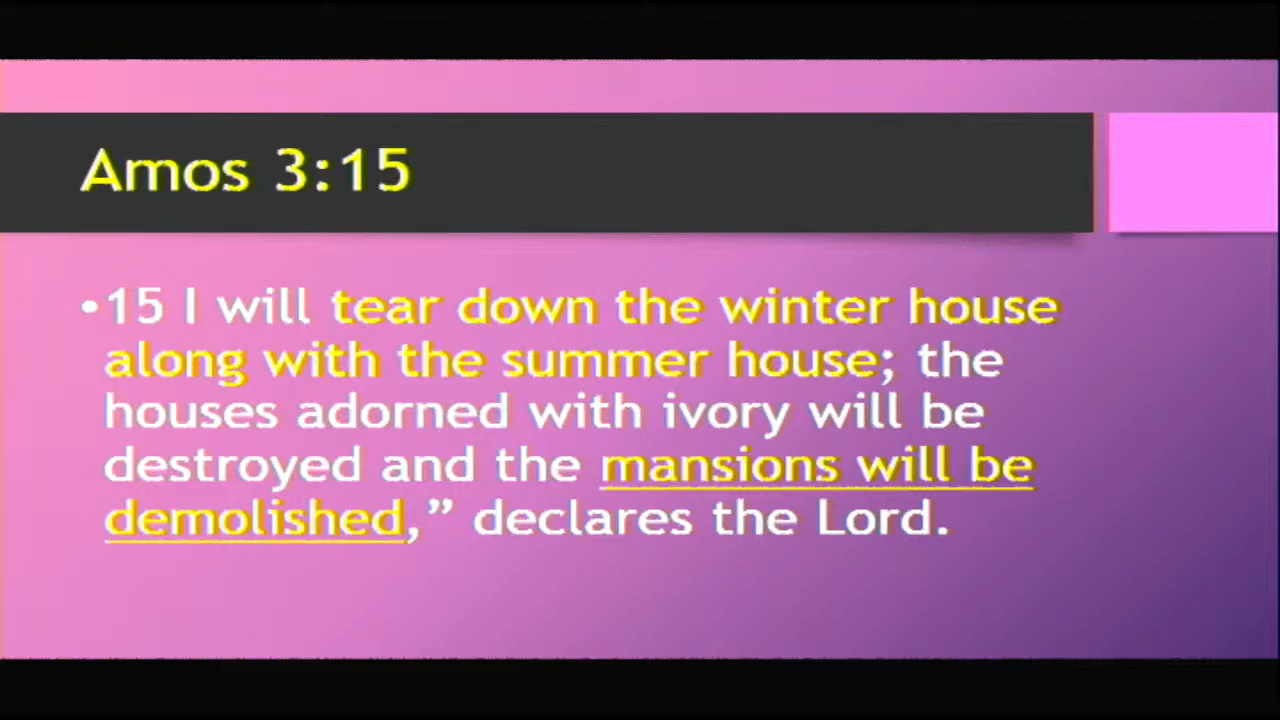 Amos 3:15
•15 I will tear down the winter house
along with the summer house; the
houses adorned with ivory will be
destroyed and the mansions will be
demolished,” declares the Lord.